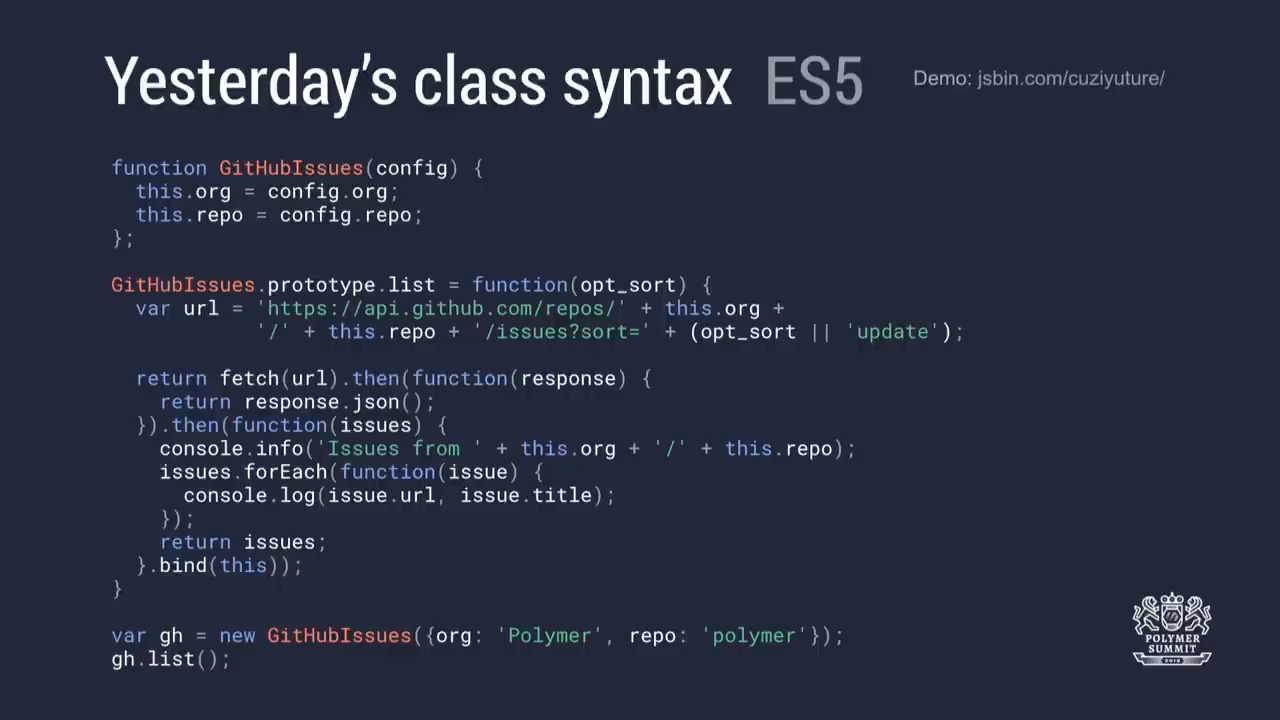 Yesterday’s class syntax ES5 Demo: jsbin.com/cuziyuture/
function GitHubIssues(config) {
  this.org = config.org;
  this.repo = config.repo;
};
GitHubIssues.prototype.list = function(opt_sort) {
  var url = 'https://api.github.com/repos/' + this.org +
            '/' + this.repo + '/issues?sort=' + (opt_sort || 'update');
  return fetch(url).then(function(response) {
    return response.json();
  }).then(function(issues) {
    console.info('Issues from ' + this.org + '/' + this.repo);
    issues.forEach(function(issue) {
      console.log(issue.url, issue.title);
    });
    return issues;
  }.bind(this));
}
var gh = new GitHubIssues({org: 'Polymer', repo: 'polymer'});
gh.list();
POLYMER
SUMMIT